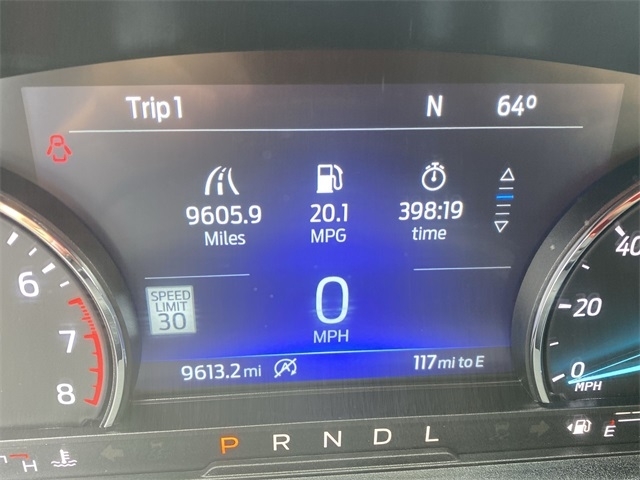 Trip 1 N 64°
9605.9 20.1 398:19
Miles MPG time
SPEED LIMIT 30
0
MPH
9613.2 mi 117 mi to E
6
7
8
40
20
0
MPH
H P R N D L E